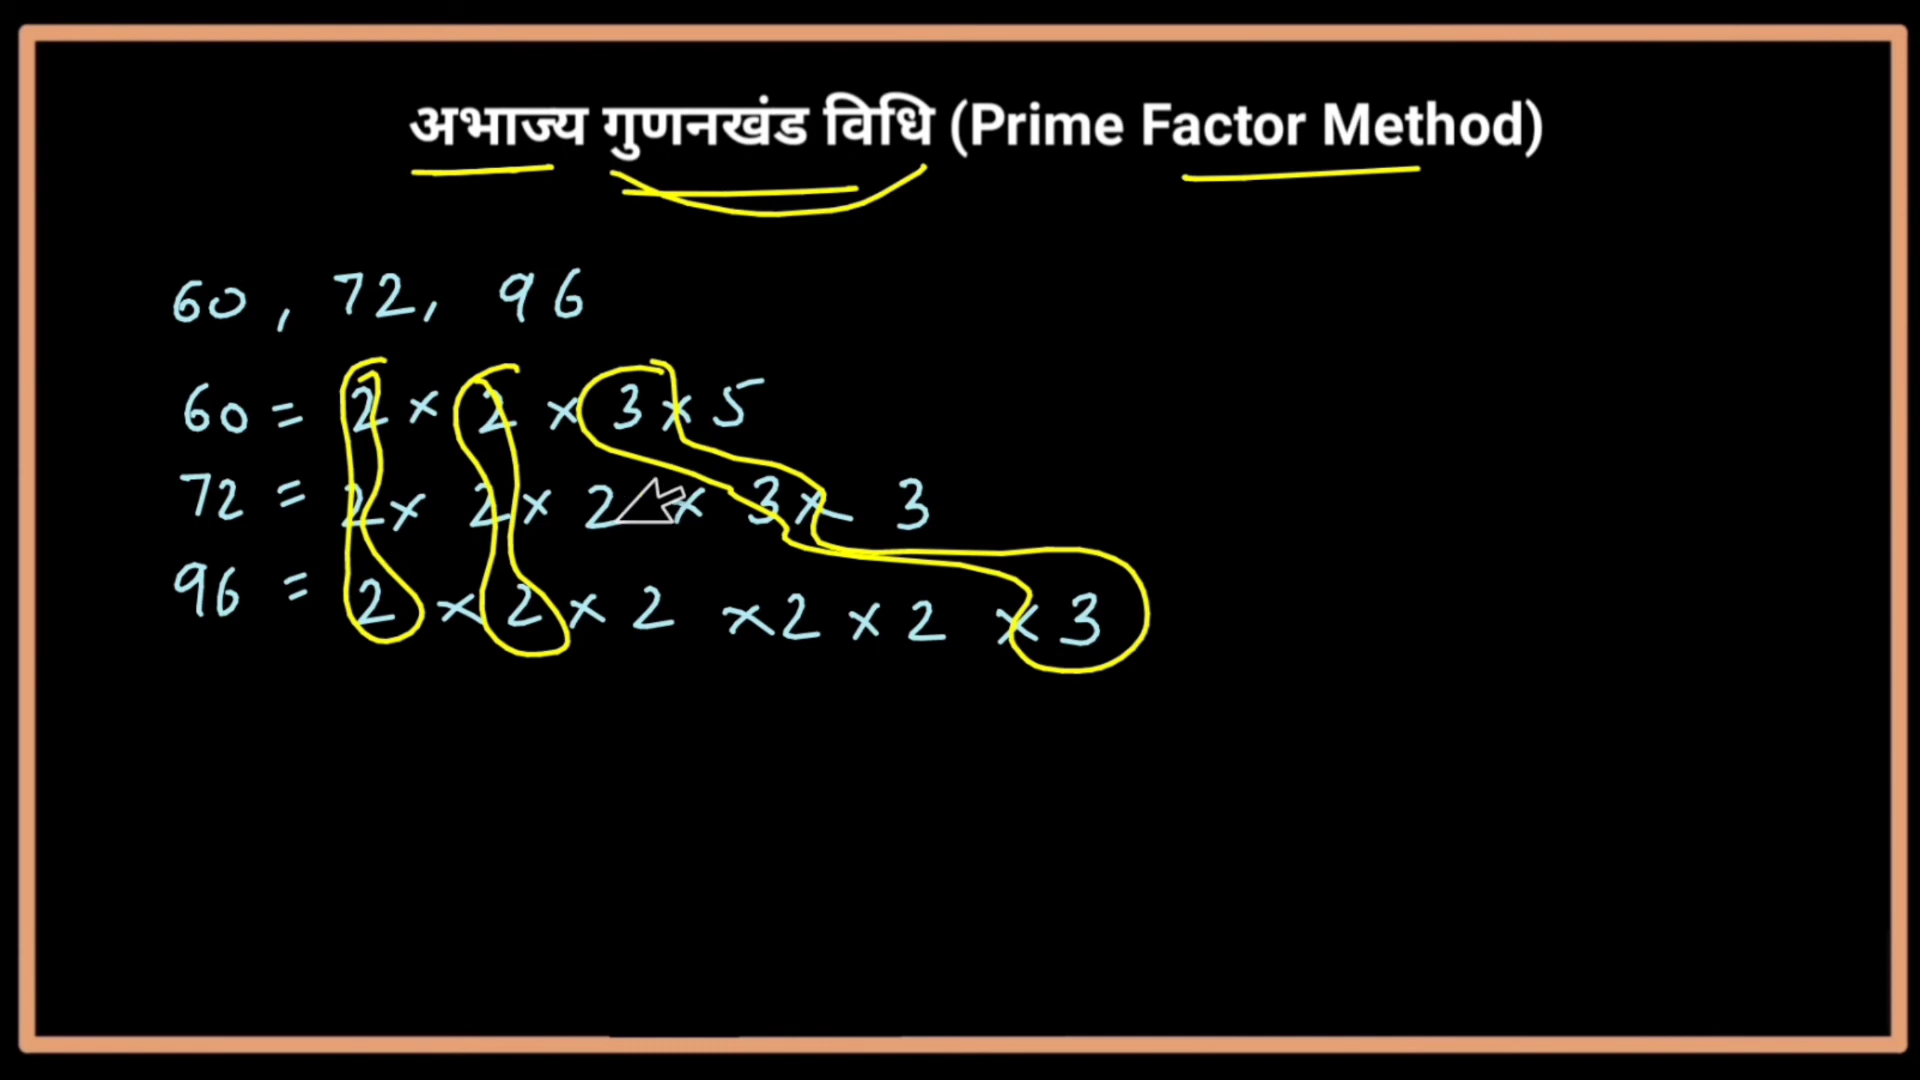 अभाज्य गुणनखंड विधि (Prime Factor Method)
60, 72, 96
60 = 2 × 2 × 3 × 5
72 = 2 × 2 × 2 × 3 × 3
96 = 2 × 2 × 2 × 2 × 2 × 3